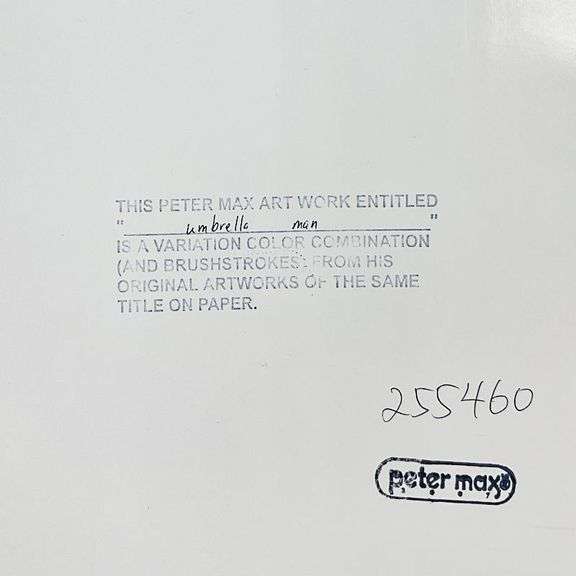 THIS PETER MAX ART WORK ENTITLED
" umbrella man "
IS A VARIATION COLOR COMBINATION
(AND BRUSHSTROKES) FROM HIS
ORIGINAL ARTWORKS OF THE SAME
TITLE ON PAPER.
255460
peter max